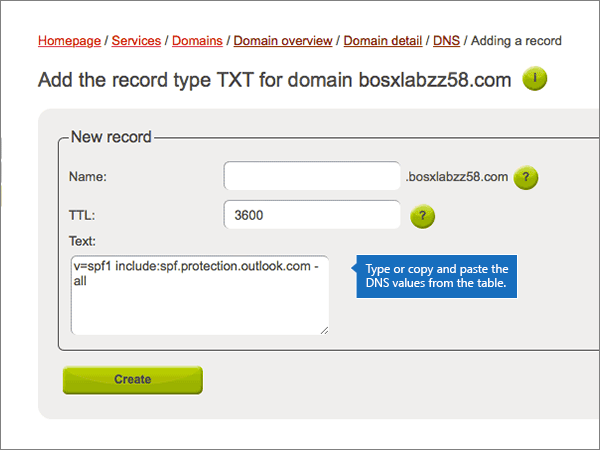 Homepage / Services / Domains / Domain overview / Domain detail / DNS / Adding a record
Add the record type TXT for domain bosxlabzz58.com i
New record
Name: .bosxlabzz58.com ?
TTL: 3600 ?
Text:
v=spf1 include:spf.protection.outlook.com -
all
Type or copy and paste the
DNS values from the table.
Create